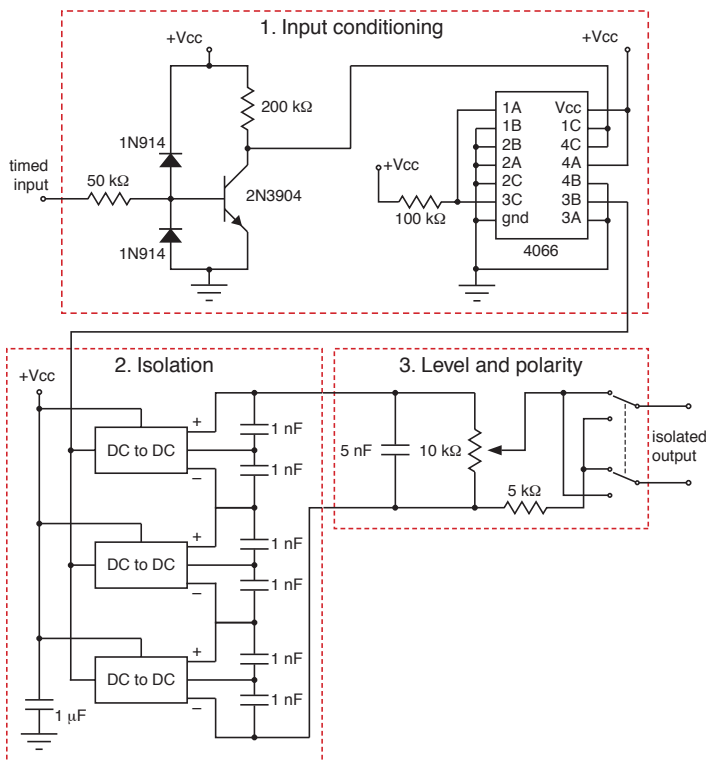 1. Input conditioning
+Vcc
+Vcc
200 kΩ
1N914
timed
input
50 kΩ
2N3904
1N914
+Vcc
100 kΩ
1A
1B
2B
2A
2C
3C
gnd
Vcc
1C
4C
4A
4B
3B
3A
4066
2. Isolation
+Vcc
DC to DC
+
–
1 nF
1 nF
DC to DC
+
–
1 nF
1 nF
DC to DC
+
–
1 nF
1 nF
1 μF
3. Level and polarity
5 nF
10 kΩ
5 kΩ
isolated
output